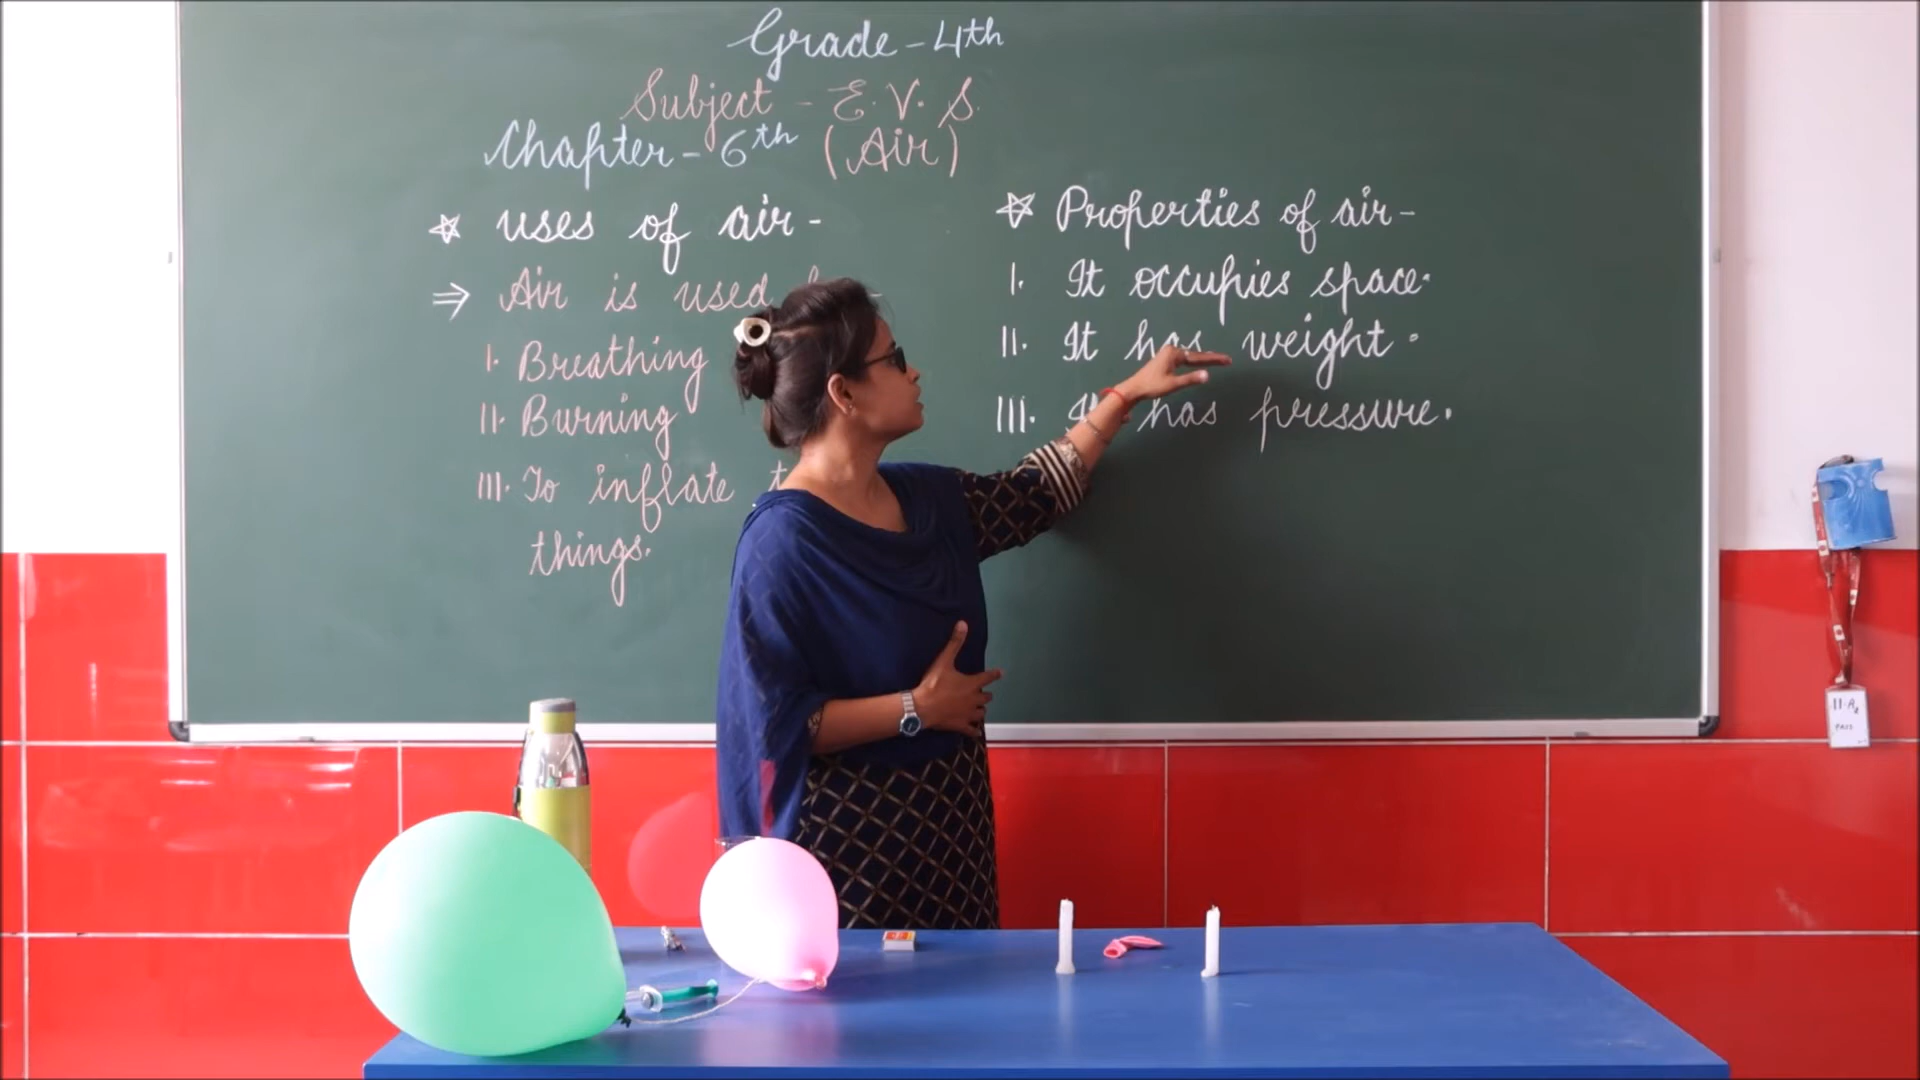 Grade - 4th
Subject - E.V.S.
Chapter - 6th (Air)
☆ uses of air -
⇒ Air is used
I. Breathing
II. Burning
III. To inflate
things.
☆ Properties of air -
I. It occupies space.
II. It has weight.
III. It has pressure.